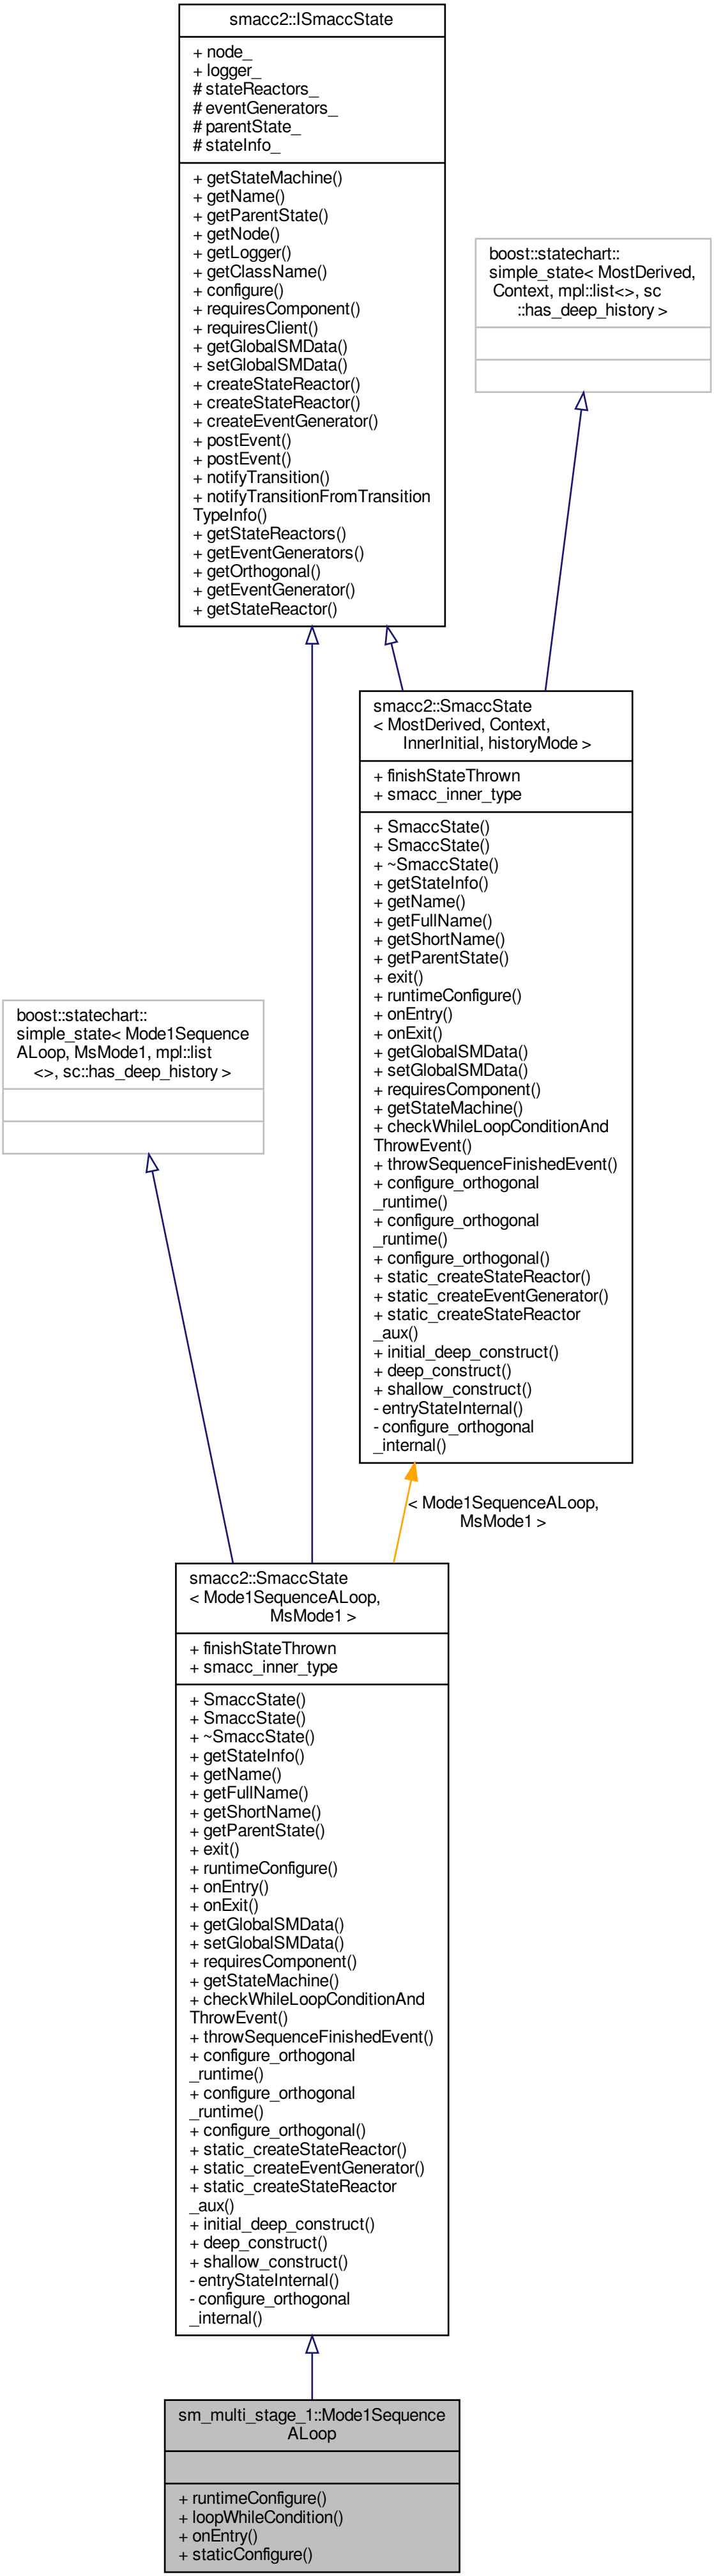 smacc2::ISmaccState
+ node_
+ logger_
# stateReactors_
# eventGenerators_
# parentState_
# stateInfo_
+ getStateMachine()
+ getName()
+ getParentState()
+ getNode()
+ getLogger()
+ getClassName()
+ configure()
+ requiresComponent()
+ requiresClient()
+ getGlobalSMData()
+ setGlobalSMData()
+ createStateReactor()
+ createStateReactor()
+ createEventGenerator()
+ postEvent()
+ postEvent()
+ notifyTransition()
+ notifyTransitionFromTransition
TypeInfo()
+ getStateReactors()
+ getEventGenerators()
+ getOrthogonal()
+ getEventGenerator()
+ getStateReactor()
boost::statechart::
simple_state< MostDerived,
Context, mpl::list<>, sc
::has_deep_history >
smacc2::SmaccState
< MostDerived, Context,
InnerInitial, historyMode >
+ finishStateThrown
+ smacc_inner_type
+ SmaccState()
+ SmaccState()
+ ~SmaccState()
+ getStateInfo()
+ getName()
+ getFullName()
+ getShortName()
+ getParentState()
+ exit()
+ runtimeConfigure()
+ onEntry()
+ onExit()
+ getGlobalSMData()
+ setGlobalSMData()
+ requiresComponent()
+ getStateMachine()
+ checkWhileLoopConditionAnd
ThrowEvent()
+ throwSequenceFinishedEvent()
+ configure_orthogonal
_runtime()
+ configure_orthogonal
_runtime()
+ configure_orthogonal()
+ static_createStateReactor()
+ static_createEventGenerator()
+ static_createStateReactor
_aux()
+ initial_deep_construct()
+ deep_construct()
+ shallow_construct()
- entryStateInternal()
- configure_orthogonal
_internal()
boost::statechart::
simple_state< Mode1Sequence
ALoop, MsMode1, mpl::list
<>, sc::has_deep_history >
< Mode1SequenceALoop,
MsMode1 >
smacc2::SmaccState
< Mode1SequenceALoop,
MsMode1 >
+ finishStateThrown
+ smacc_inner_type
+ SmaccState()
+ SmaccState()
+ ~SmaccState()
+ getStateInfo()
+ getName()
+ getFullName()
+ getShortName()
+ getParentState()
+ exit()
+ runtimeConfigure()
+ onEntry()
+ onExit()
+ getGlobalSMData()
+ setGlobalSMData()
+ requiresComponent()
+ getStateMachine()
+ checkWhileLoopConditionAnd
ThrowEvent()
+ throwSequenceFinishedEvent()
+ configure_orthogonal
_runtime()
+ configure_orthogonal
_runtime()
+ configure_orthogonal()
+ static_createStateReactor()
+ static_createEventGenerator()
+ static_createStateReactor
_aux()
+ initial_deep_construct()
+ deep_construct()
+ shallow_construct()
- entryStateInternal()
- configure_orthogonal
_internal()
sm_multi_stage_1::Mode1Sequence
ALoop
+ runtimeConfigure()
+ loopWhileCondition()
+ onEntry()
+ staticConfigure()